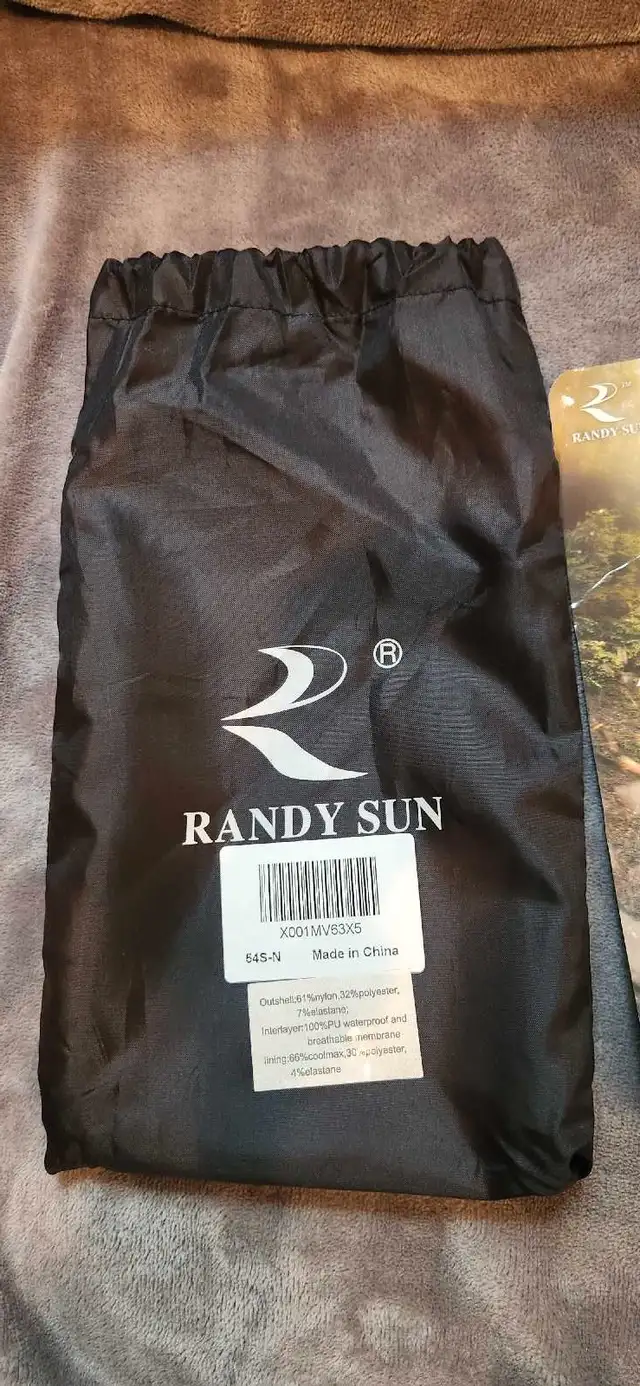 RANDY SUN
®
RANDY SUN
X001MV63X5
54S-N Made in China
Outshell:61%nylon,32%polyester,
7%elastane;
Interlayer:100%PU waterproof and
breathable membrane
lining:66%coolmax,30%polyester,
4%elastane